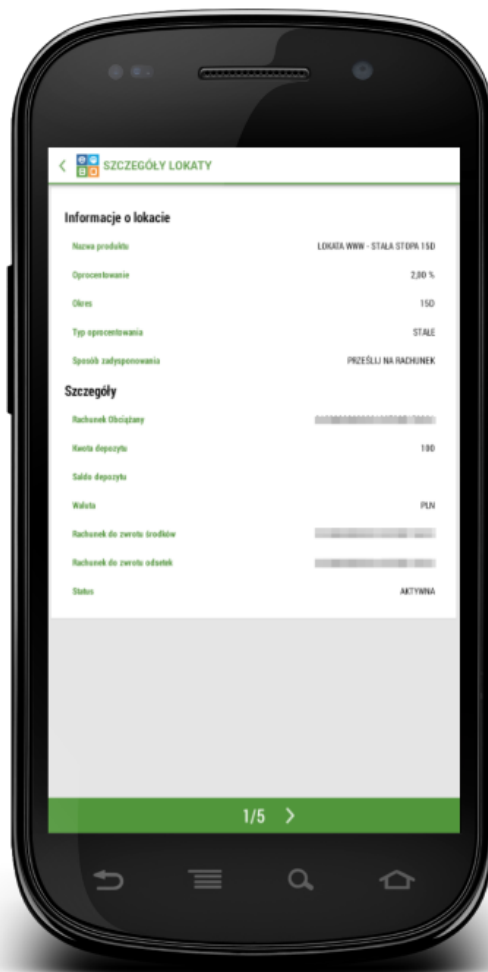 SZCZEGÓŁY LOKATY
Informacje o lokacie
Nazwa produktu LOKATA WWW - STAŁA STOPA 15D
Oprocentowanie 2,00 %
Okres 15D
Typ oprocentowania STAŁE
Sposób zadysponowania PRZEŚLIJ NA RACHUNEK
Szczegóły
Rachunek Obciążany
Kwota depozytu 100
Saldo depozytu
Waluta PLN
Rachunek do zwrotu środków
Rachunek do zwrotu odsetek
Status AKTYWNA
1/5